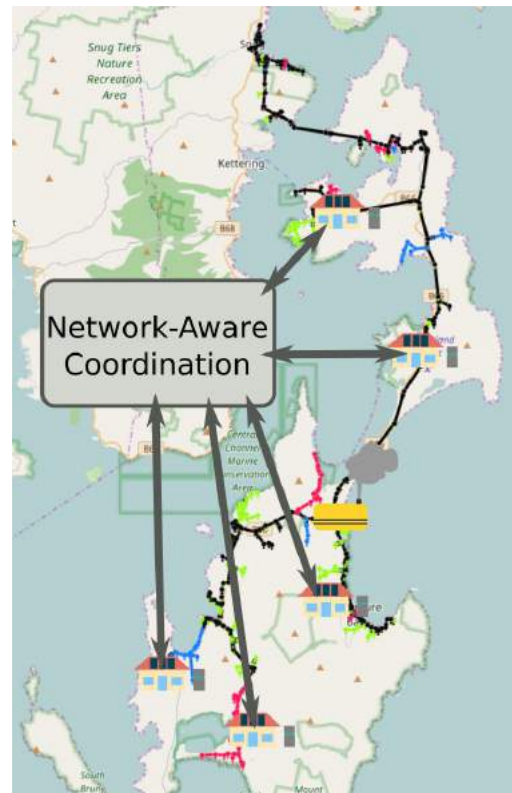 Snug Tiers
Nature
Recreation
Area
Kettering
B68
Network-Aware
Coordination
Central
Channel
Marine
Conservation
Area
South
Bruny
Mount